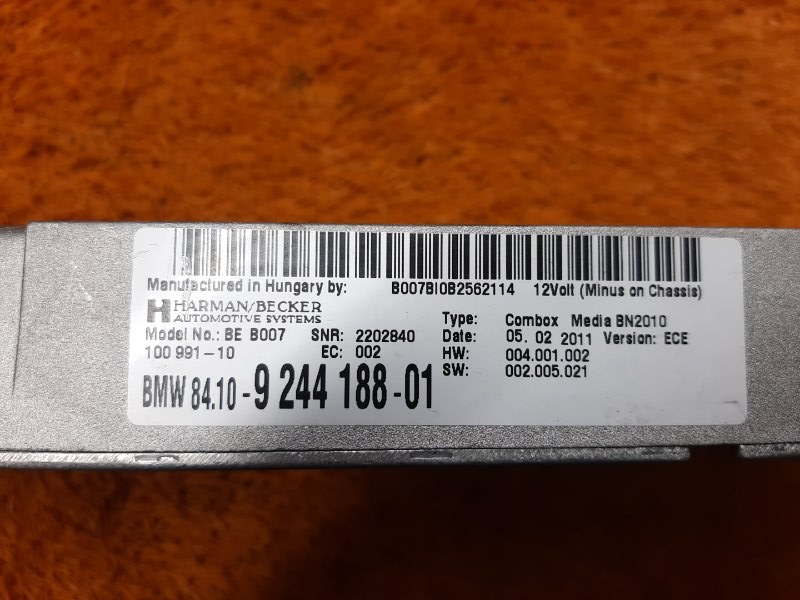 Manufactured in Hungary by: B007BI0B2562114 12Volt (Minus on Chassis)
HARMAN/BECKER
AUTOMOTIVE SYSTEMS
Type: Combox Media BN2010
Model No.: BE B007 SNR: 2202840 Date: 05. 02 2011 Version: ECE
100 991-10 EC: 002 HW: 004.001.002
SW: 002.005.021
BMW 84.10 - 9 244 188 - 01